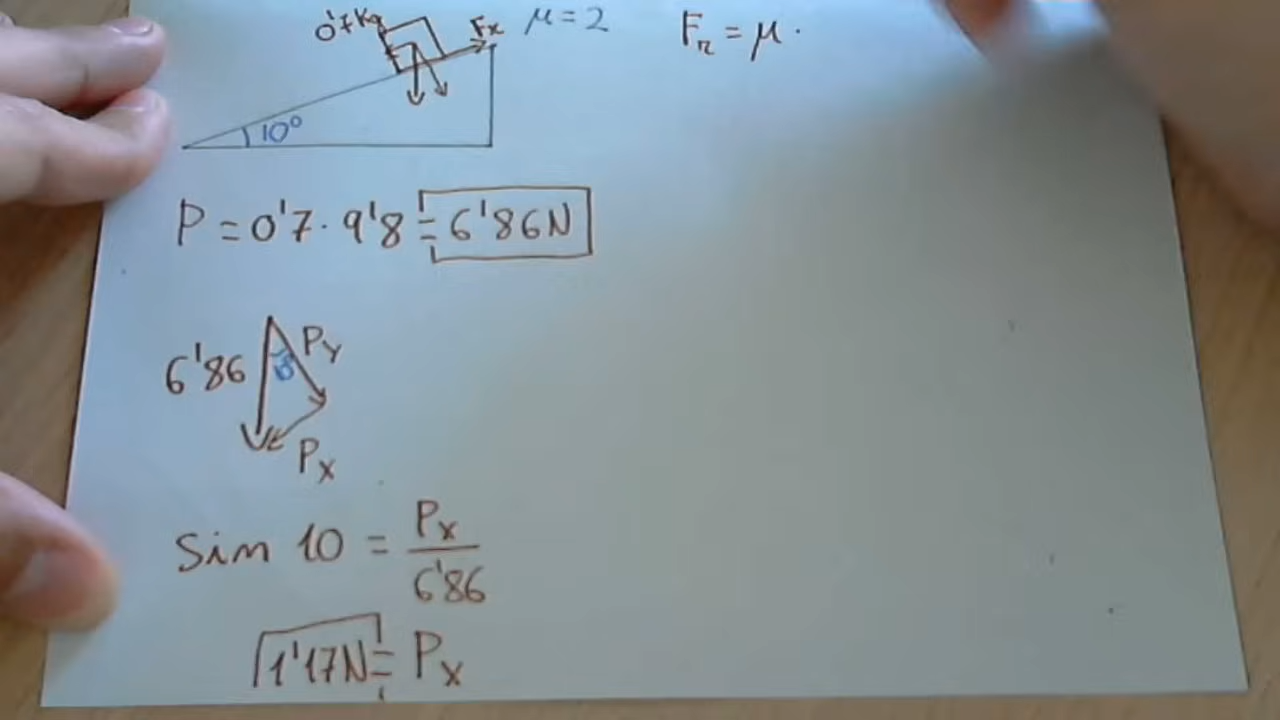 0'7Kg Fx μ = 2
10°
P = 0'7 · 9'8 = 6'86N
6'86 Py
Px
Sin 10 = Px / 6'86
1'17N = Px
Fr = μ ·